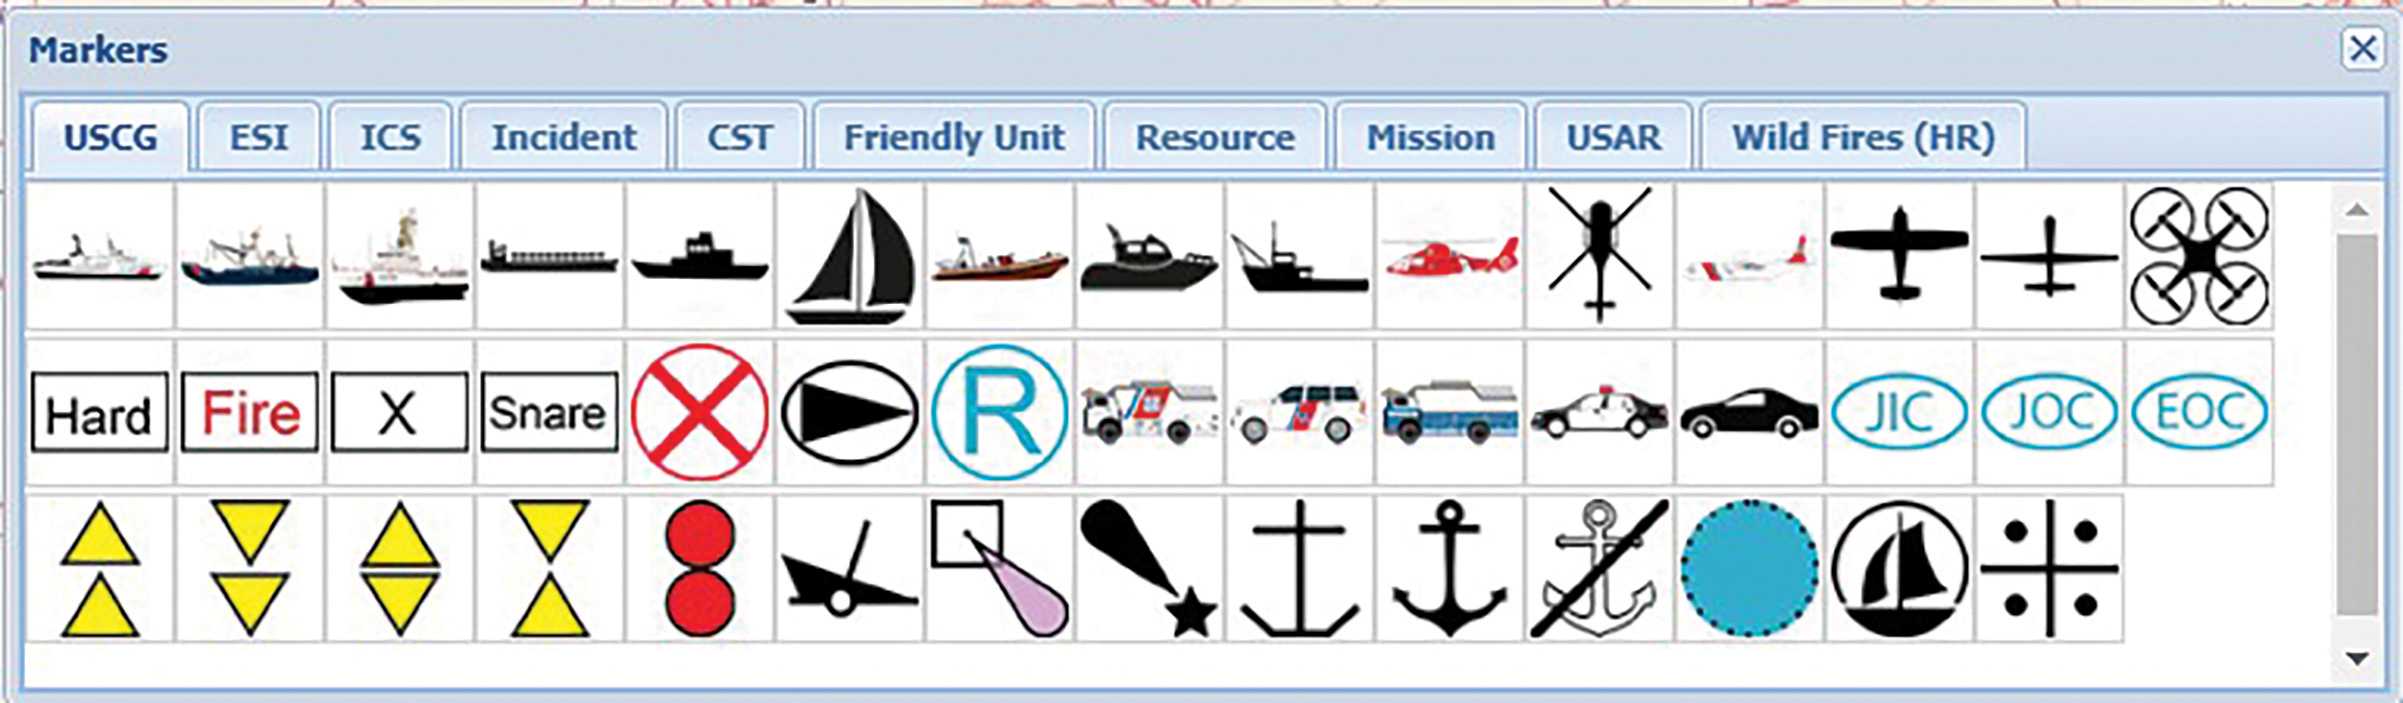 Markers
USCG ESI ICS Incident CST Friendly Unit Resource Mission USAR Wild Fires (HR)
Hard Fire X Snare R JIC JOC EOC